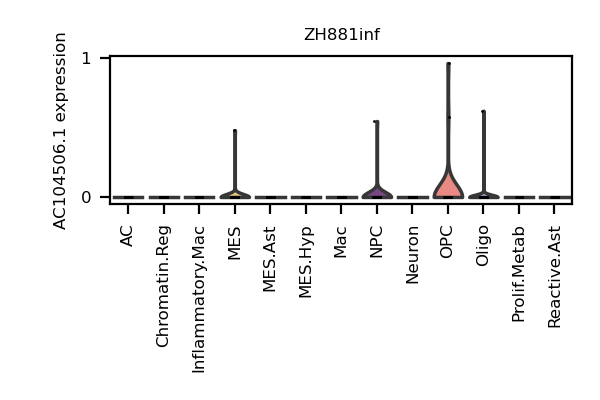 ZH881inf
AC104506.1 expression
1
0
AC
Chromatin.Reg
Inflammatory.Mac
MES
MES.Ast
MES.Hyp
Mac
NPC
Neuron
OPC
Oligo
Prolif.Metab
Reactive.Ast